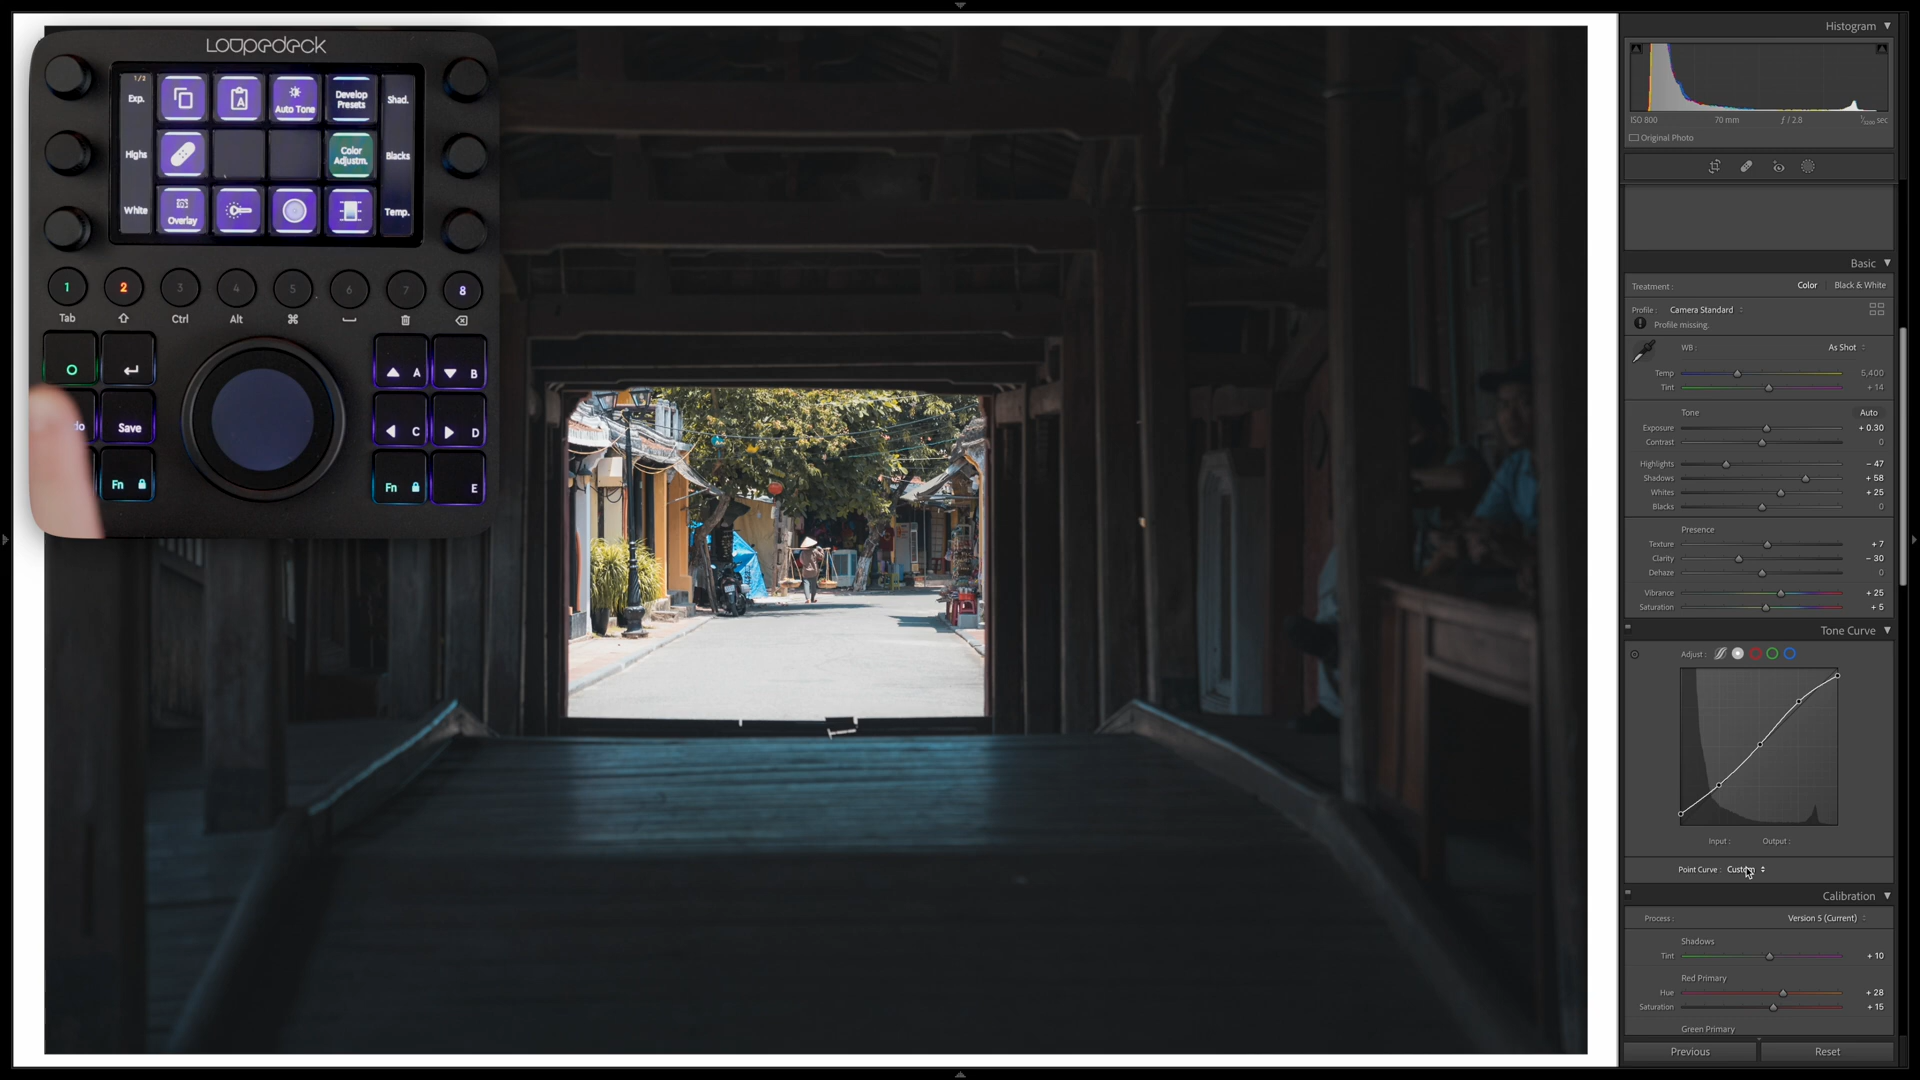 Loupedeck
1/2
Exp.
Auto Tone
Develop
Presets
Shad.
Highs
Color
Adjustm.
Blacks
White
Overlay
Temp.
1
2
3
4
5
6
7
8
Tab
Ctrl
Alt
A
B
Save
C
D
Fn
Fn
E
Histogram
ISO 800
70 mm
ƒ / 2.8
sec
Original Photo
Basic
Treatment :
Color
Black & White
Profile :
Camera Standard
Profile missing.
WB :
As Shot
Temp
5,400
Tint
+ 14
Tone
Auto
Exposure
+ 0.30
Contrast
0
Highlights
− 47
Shadows
+ 58
Whites
+ 25
Blacks
0
Presence
Texture
+ 7
Clarity
− 30
Dehaze
0
Vibrance
+ 25
Saturation
+ 5
Tone Curve
Adjust :
Input :
Output :
Point Curve :
Calibration
Process :
Version 5 (Current)
Shadows
Tint
+ 10
Red Primary
Hue
+ 28
Saturation
+ 15
Green Primary
Previous
Reset